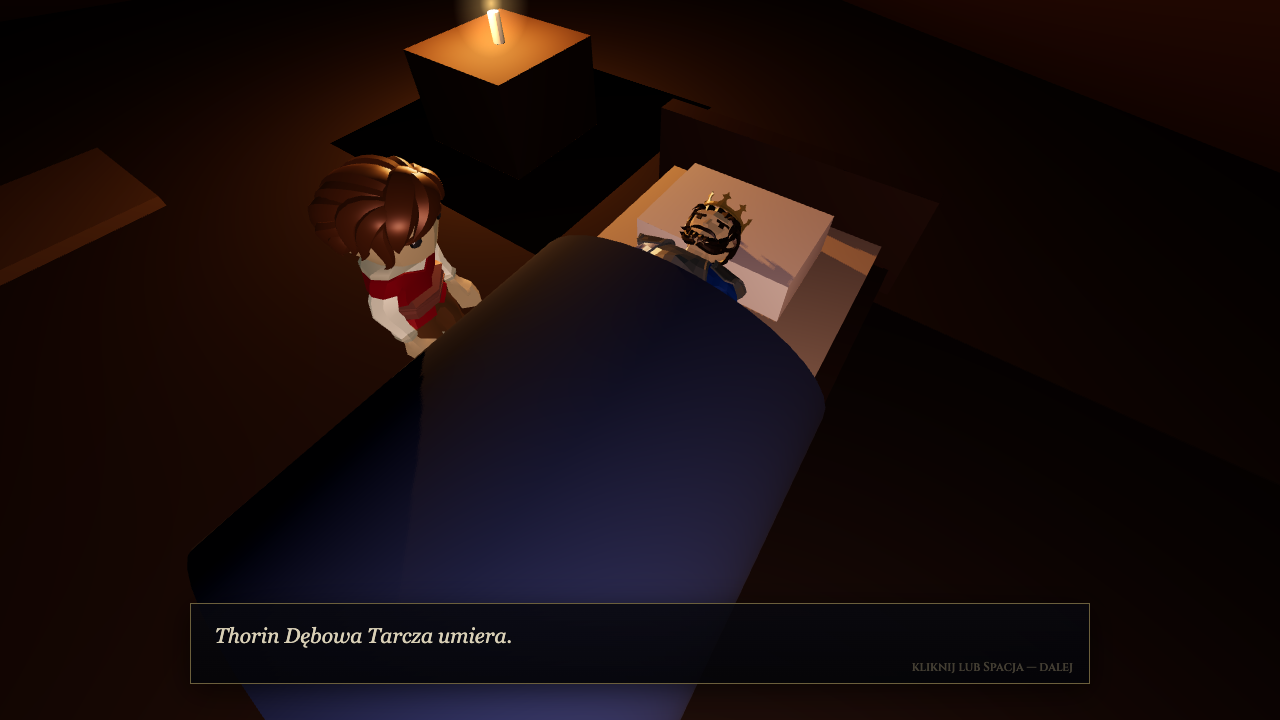 Thorin Dębowa Tarcza umiera.
KLIKNIJ LUB SPACJA — DALEJ